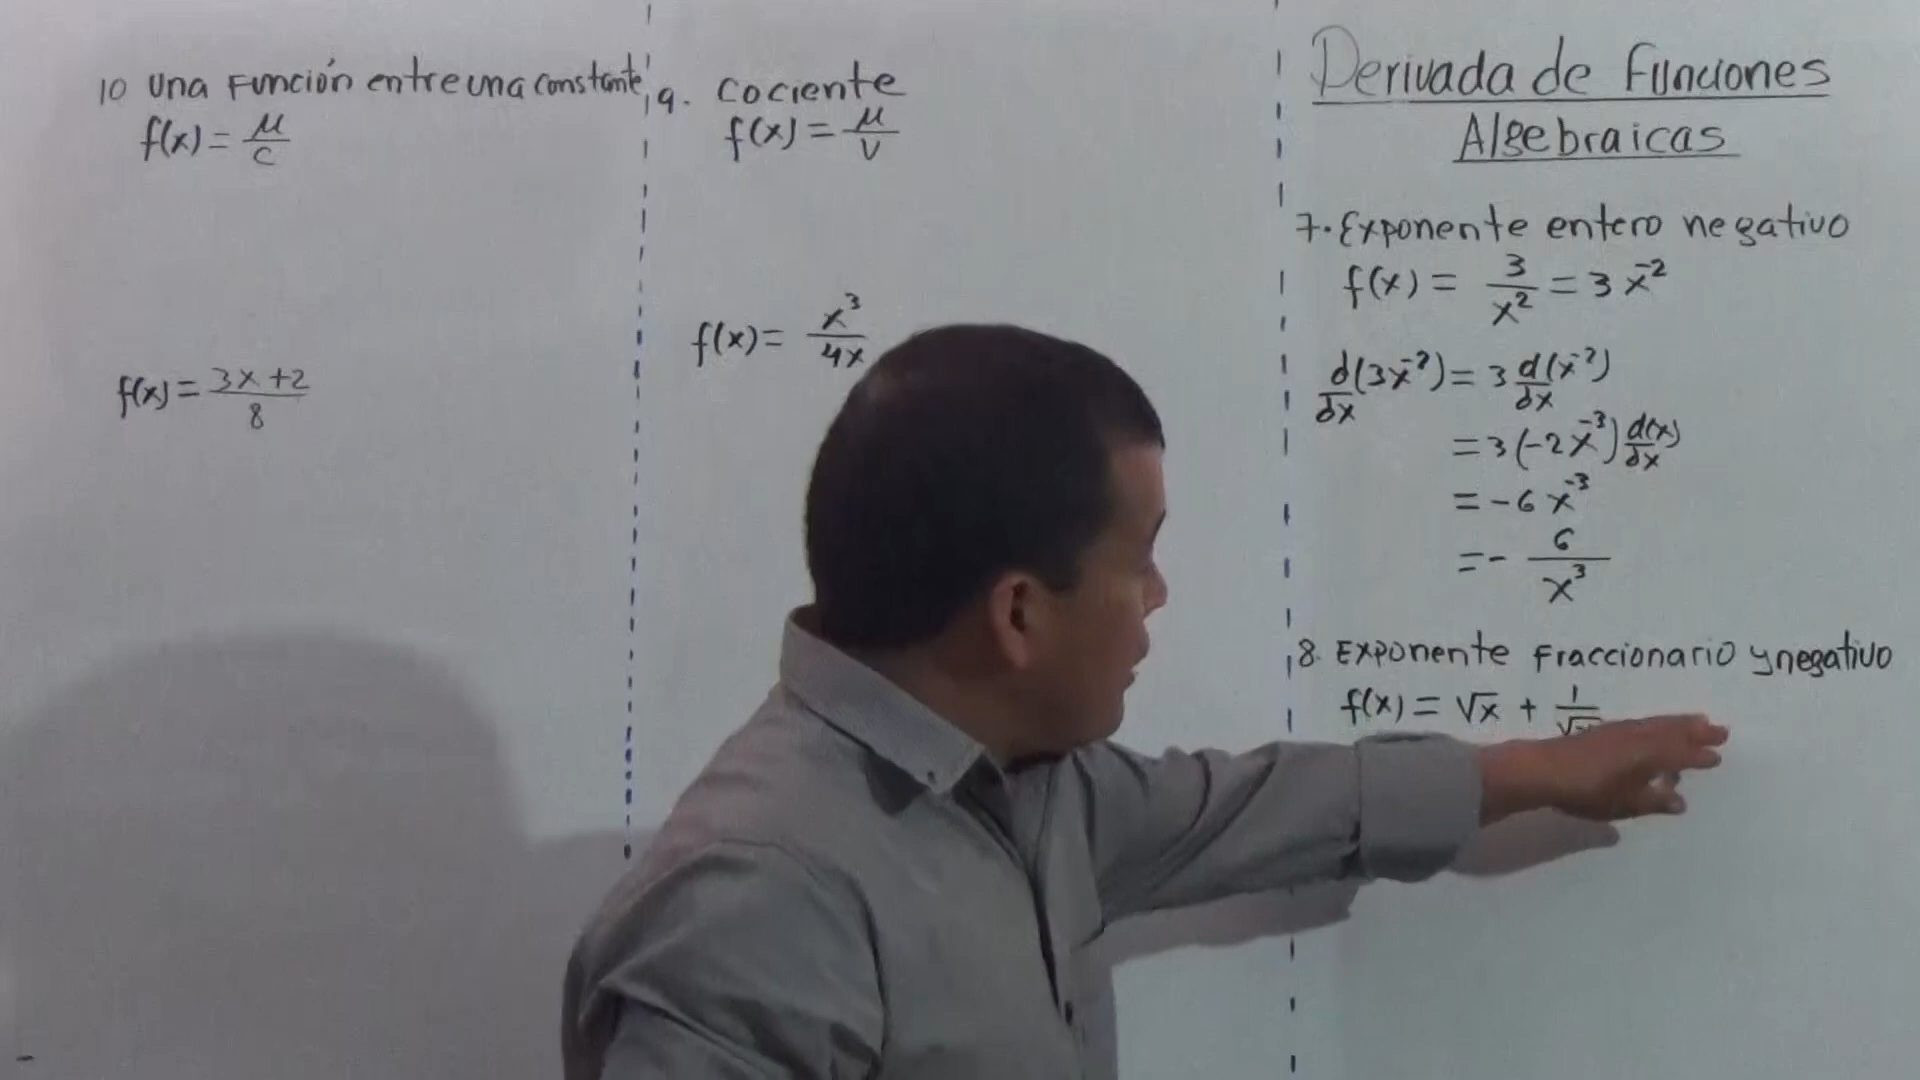 10 Una Función entre una constante
f(x) = μ/c
f(x) = 3x+2/8
9. Cociente
f(x) = μ/v
f(x) = x³/4x
Derivada de Funciones
Algebraicas
7. Exponente entero negativo
f(x) = 3/x² = 3x⁻²
d/dx(3x⁻²) = 3 d(x⁻²)/dx
= 3(-2x⁻³) d(x)/dx
= -6x⁻³
= - 6/x³
8. Exponente Fraccionario y negativo
f(x) = √x + 1/√